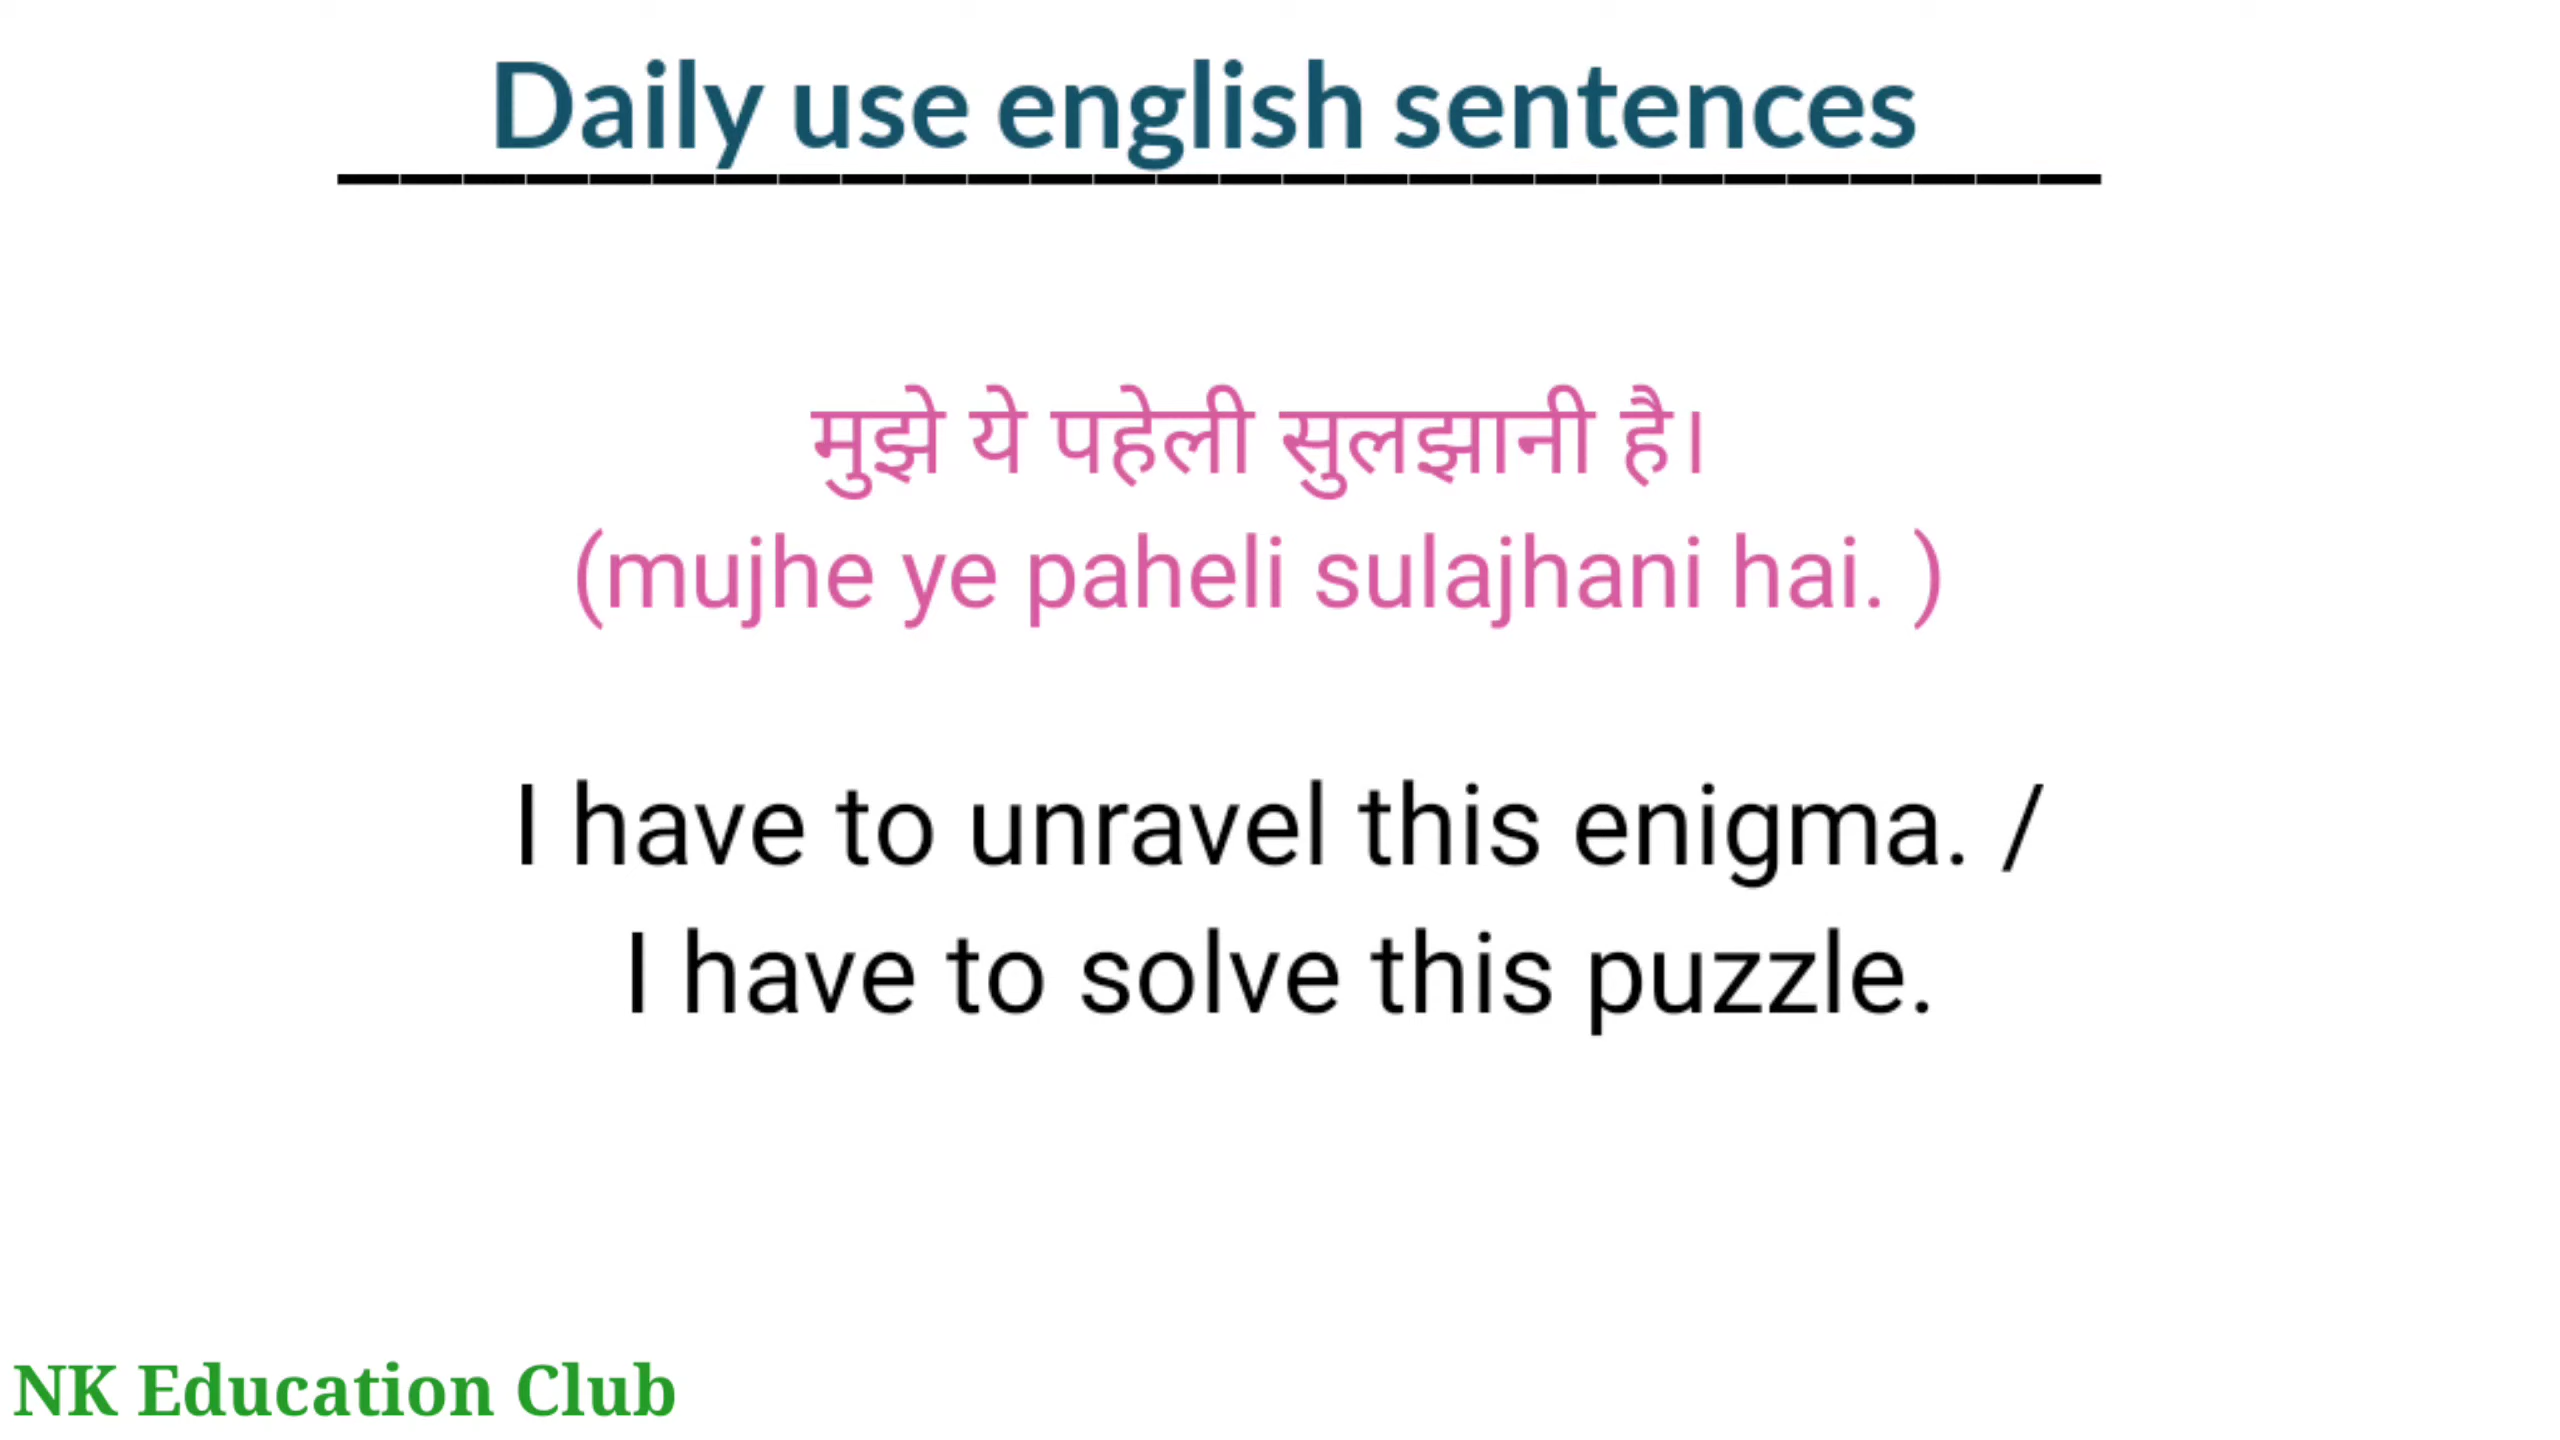 Daily use english sentences
मुझे ये पहेली सुलझानी है।
(mujhe ye paheli sulajhani hai. )
I have to unravel this enigma. /
I have to solve this puzzle.
NK Education Club